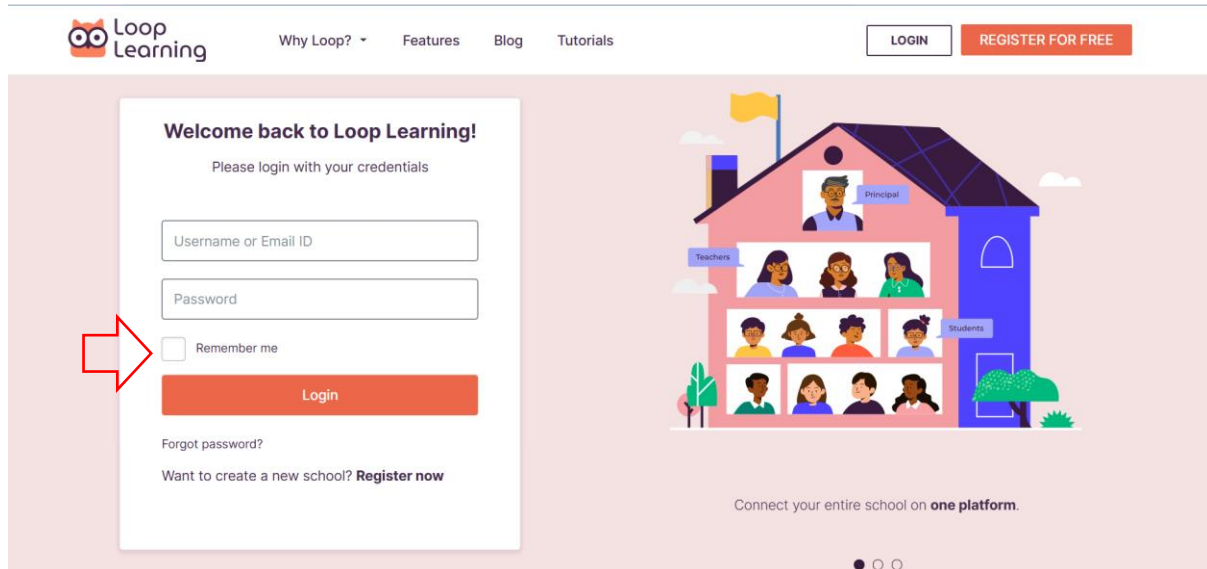 Loop
Learning
Why Loop? Features Blog Tutorials LOGIN REGISTER FOR FREE
Welcome back to Loop Learning!
Please login with your credentials
Username or Email ID
Password
Remember me
Login
Forgot password?
Want to create a new school? Register now
Principal
Teachers
Students
Connect your entire school on one platform.